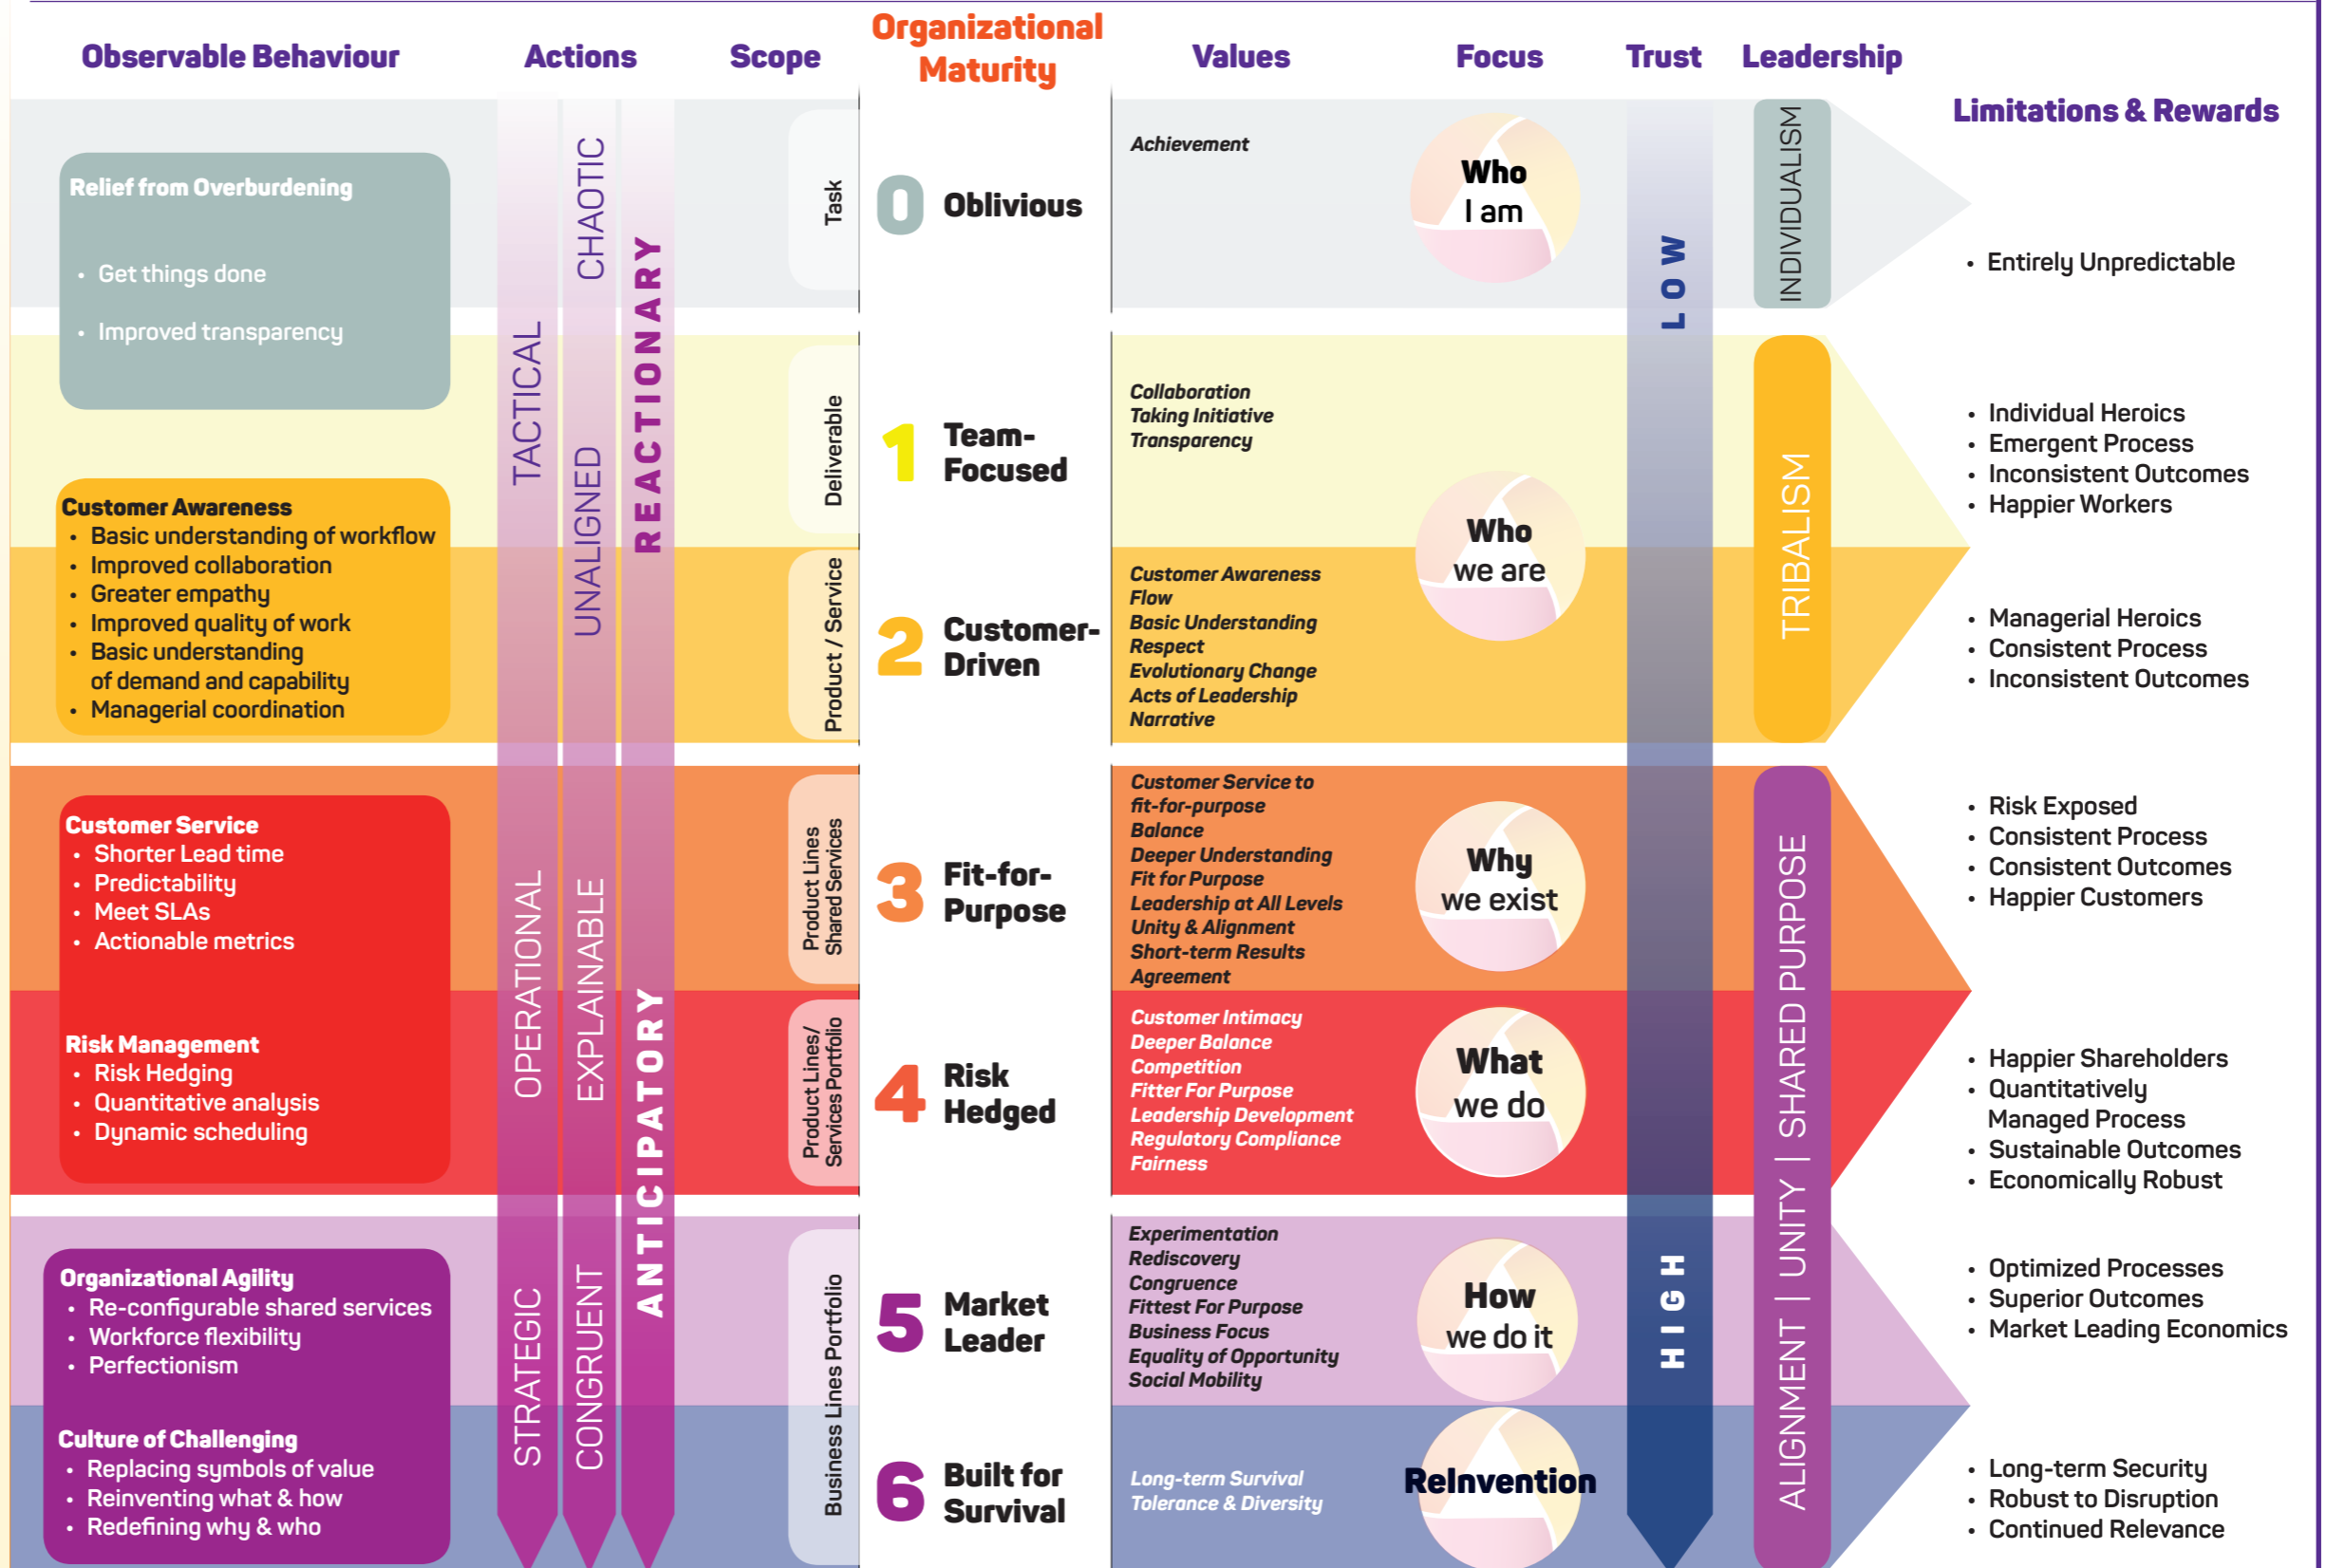 Observable Behaviour
Actions
Scope
Organizational
Maturity
Values
Focus
Trust
Leadership
Limitations & Rewards
Relief from Overburdening
• Get things done
• Improved transparency
Customer Awareness
• Basic understanding of workflow
• Improved collaboration
• Greater empathy
• Improved quality of work
• Basic understanding
of demand and capability
• Managerial coordination
Customer Service
• Shorter Lead time
• Predictability
• Meet SLAs
• Actionable metrics
Risk Management
• Risk Hedging
• Quantitative analysis
• Dynamic scheduling
Organizational Agility
• Re-configurable shared services
• Workforce flexibility
• Perfectionism
Culture of Challenging
• Replacing symbols of value
• Reinventing what & how
• Redefining why & who
TACTICAL
OPERATIONAL
STRATEGIC
CHAOTIC
UNALIGNED
EXPLAINABLE
CONGRUENT
REACTIONARY
ANTICIPATORY
Task
Deliverable
Product / Service
Product Lines
Shared Services
Product Lines/
Services Portfolio
Business Lines Portfolio
0 Oblivious
1 Team-
Focused
2 Customer-
Driven
3 Fit-for-
Purpose
4 Risk
Hedged
5 Market
Leader
6 Built for
Survival
Achievement
Collaboration
Taking Initiative
Transparency
Customer Awareness
Flow
Basic Understanding
Respect
Evolutionary Change
Acts of Leadership
Narrative
Customer Service to
fit-for-purpose
Balance
Deeper Understanding
Fit for Purpose
Leadership at All Levels
Unity & Alignment
Short-term Results
Agreement
Customer Intimacy
Deeper Balance
Competition
Fitter For Purpose
Leadership Development
Regulatory Compliance
Fairness
Experimentation
Rediscovery
Congruence
Fittest For Purpose
Business Focus
Equality of Opportunity
Social Mobility
Long-term Survival
Tolerance & Diversity
Who
I am
Who
we are
Why
we exist
What
we do
How
we do it
ReInvention
LOW
HIGH
INDIVIDUALISM
TRIBALISM
ALIGNMENT | UNITY | SHARED PURPOSE
• Entirely Unpredictable
• Individual Heroics
• Emergent Process
• Inconsistent Outcomes
• Happier Workers
• Managerial Heroics
• Consistent Process
• Inconsistent Outcomes
• Risk Exposed
• Consistent Process
• Consistent Outcomes
• Happier Customers
• Happier Shareholders
• Quantitatively
Managed Process
• Sustainable Outcomes
• Economically Robust
• Optimized Processes
• Superior Outcomes
• Market Leading Economics
• Long-term Security
• Robust to Disruption
• Continued Relevance